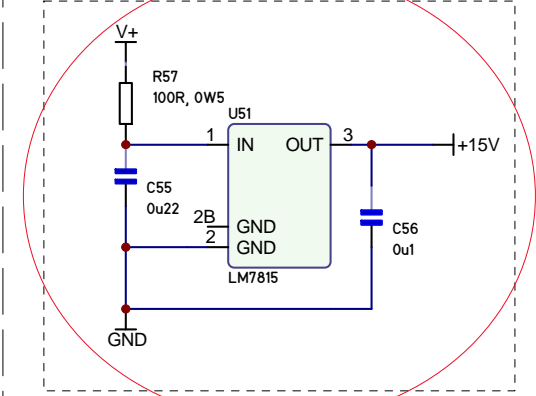 V+
R57
100R, 0W5
U51
1
IN
OUT
3
+15V
C55
0u22
2B
GND
2
GND
C56
0u1
LM7815
GND